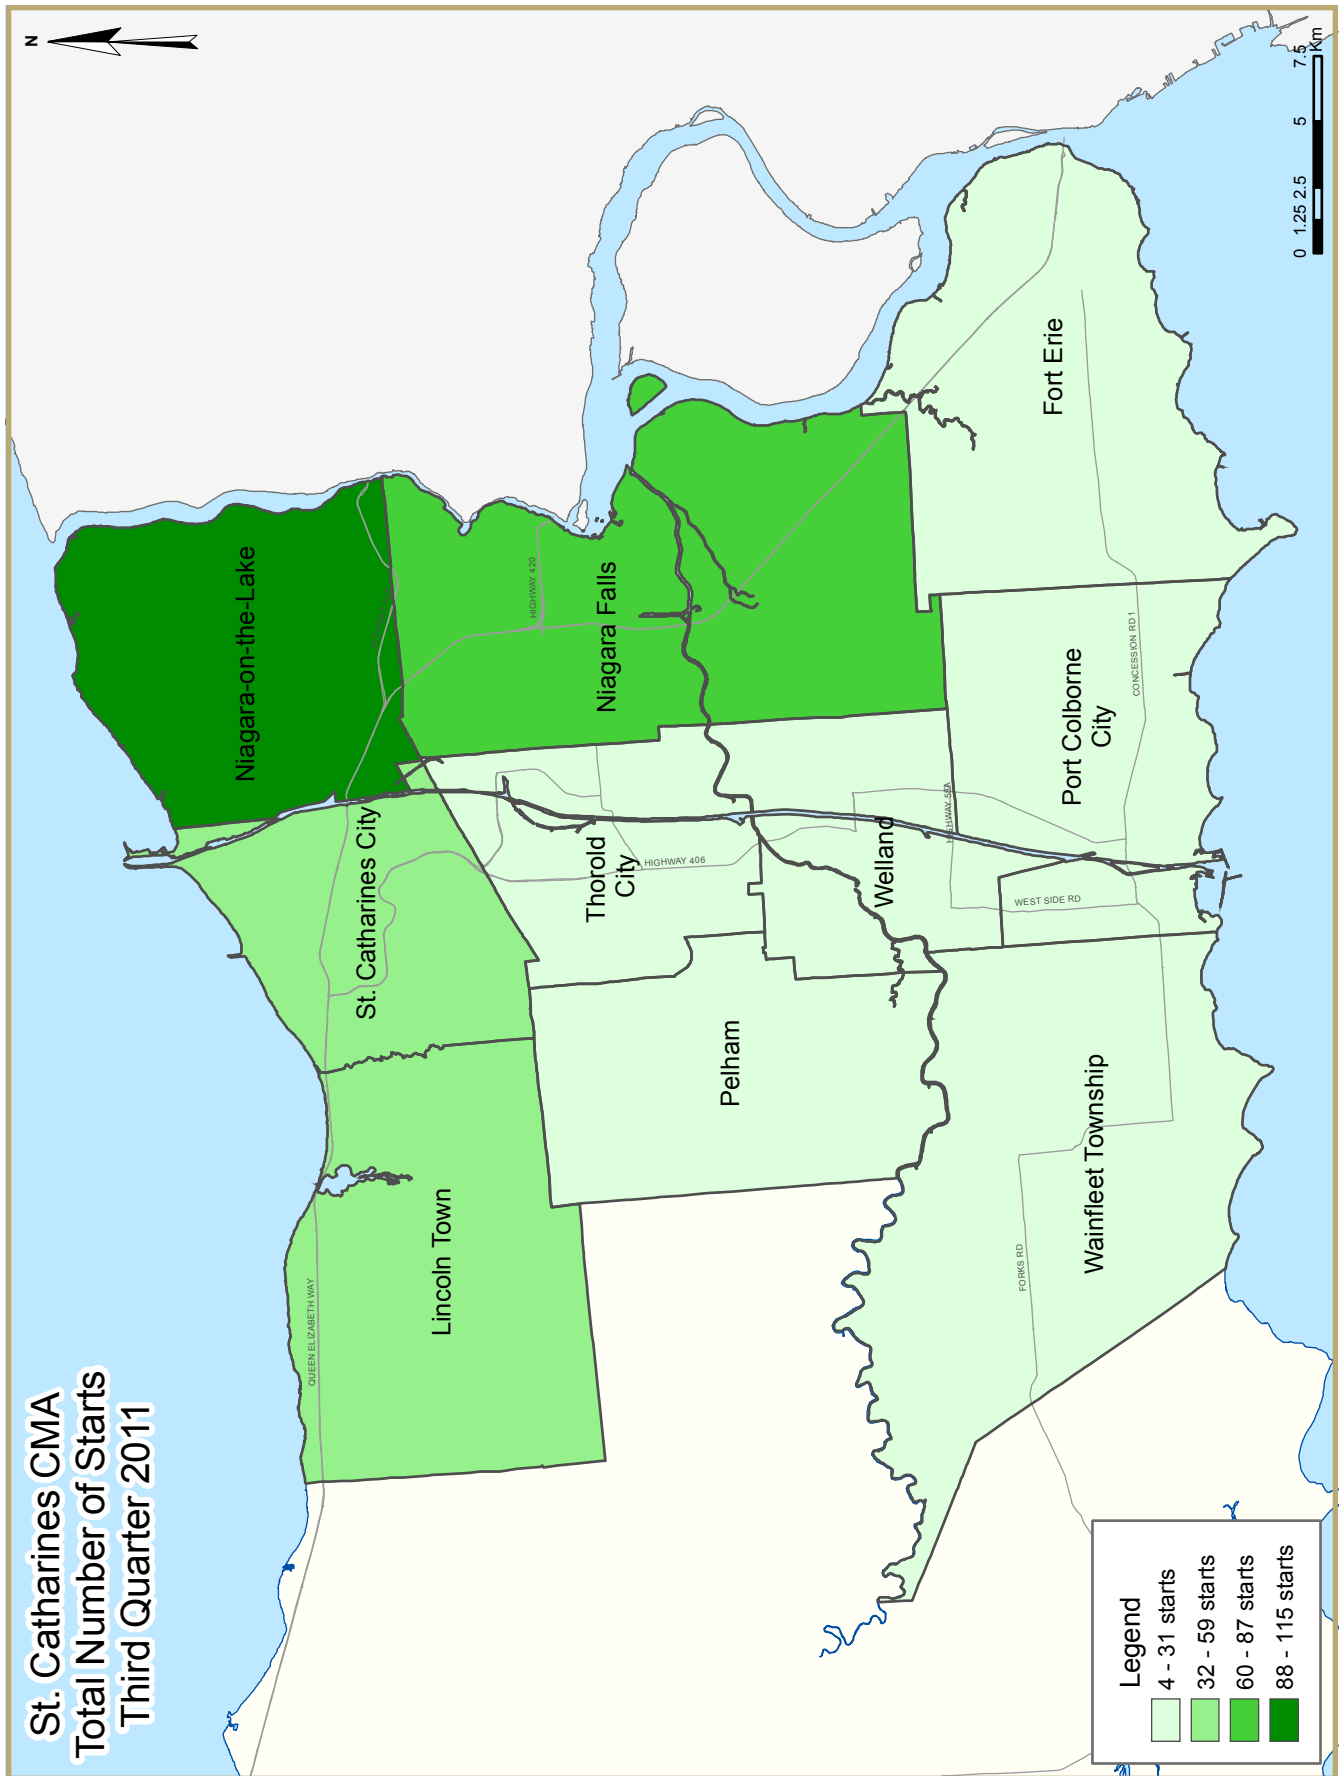 St. Catharines CMA
Total Number of Starts
Third Quarter 2011
N
Niagara-on-the-Lake
St. Catharines City
Lincoln Town
QUEEN ELIZABETH WAY
HIGHWAY 420
Niagara Falls
Thorold
City
HIGHWAY 406
Pelham
Welland
HIGHWAY 58A
WEST SIDE RD
Fort Erie
Port Colborne
City
CONCESSION RD 1
Wainfleet Township
FORKS RD
Legend
4 - 31 starts
32 - 59 starts
60 - 87 starts
88 - 115 starts
0 1.25 2.5 5 7.5
Km